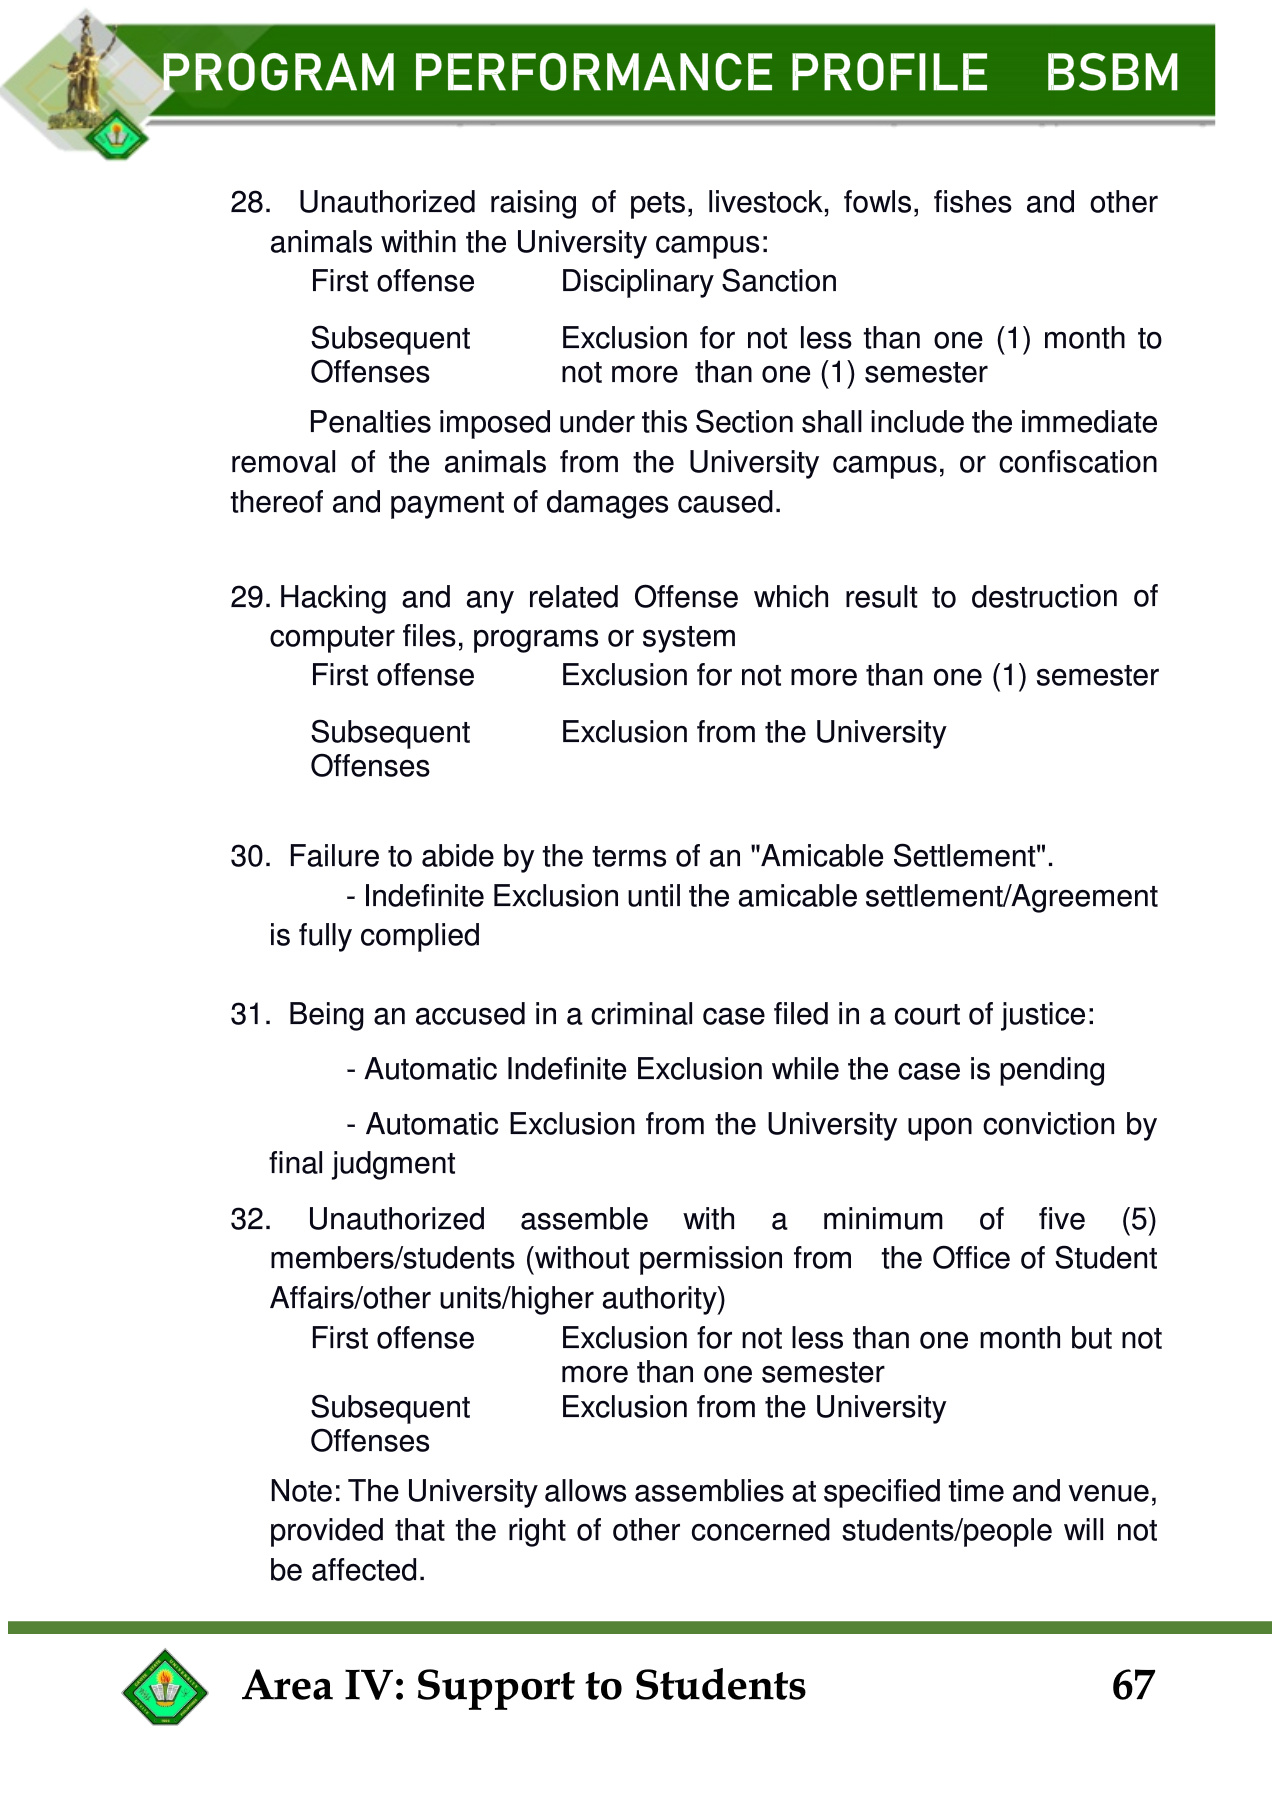 PROGRAM PERFORMANCE PROFILE BSBM
28. Unauthorized raising of pets, livestock, fowls, fishes and other
animals within the University campus:
First offense Disciplinary Sanction
Subsequent Exclusion for not less than one (1) month to
Offenses not more than one (1) semester
Penalties imposed under this Section shall include the immediate
removal of the animals from the University campus, or confiscation
thereof and payment of damages caused.
29. Hacking and any related Offense which result to destruction of
computer files, programs or system
First offense Exclusion for not more than one (1) semester
Subsequent Exclusion from the University
Offenses
30. Failure to abide by the terms of an "Amicable Settlement".
- Indefinite Exclusion until the amicable settlement/Agreement
is fully complied
31. Being an accused in a criminal case filed in a court of justice:
- Automatic Indefinite Exclusion while the case is pending
- Automatic Exclusion from the University upon conviction by
final judgment
32. Unauthorized assemble with a minimum of five (5)
members/students (without permission from the Office of Student
Affairs/other units/higher authority)
First offense Exclusion for not less than one month but not
more than one semester
Subsequent Exclusion from the University
Offenses
Note: The University allows assemblies at specified time and venue,
provided that the right of other concerned students/people will not
be affected.
Area IV: Support to Students 67